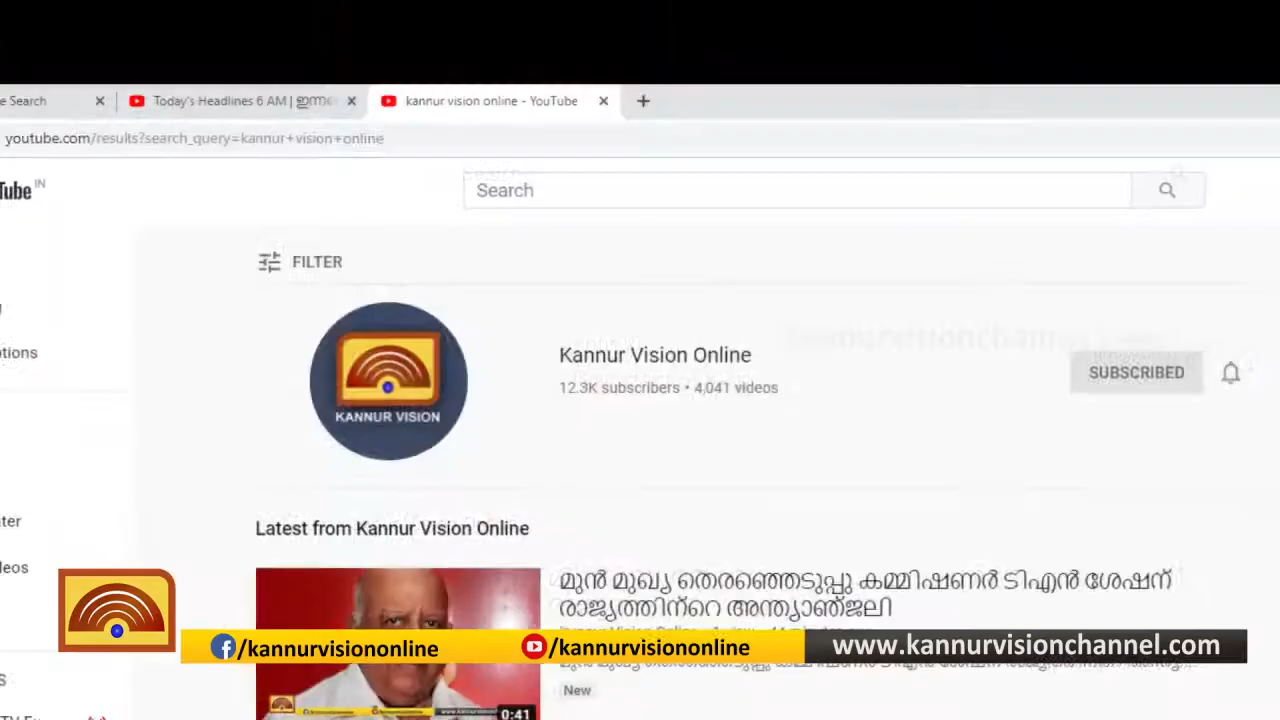 e Search
Today's Headlines 6 AM | ഇന്നത്
kannur vision online - YouTube
youtube.com/results?search_query=kannur+vision+online
Tube IN
Search
FILTER
KANNUR VISION
Kannur Vision Online
12.3K subscribers • 4,041 videos
SUBSCRIBED
tions
ter
eos
Latest from Kannur Vision Online
മുൻ മുഖ്യ തെരഞ്ഞെടുപ്പു കമ്മിഷണർ ടിഎൻ ശേഷന്
രാജ്യത്തിന്റെ അന്ത്യാഞ്ജലി
/kannurvisiononline
/kannurvisiononline
www.kannurvisionchannel.com
New
0:41